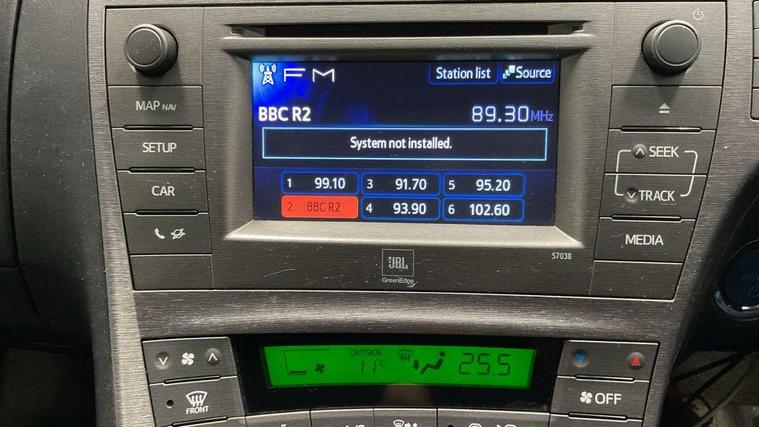 FM
Station list
Source
BBC R2
89.30 MHz
System not installed.
1 99.10
3 91.70
5 95.20
2 BBC R2
4 93.90
6 102.60
MAP NAV
SETUP
CAR
SEEK
TRACK
MEDIA
JBL
GreenEdge
57038
OUTSIDE
11°C
25.5
FRONT
OFF